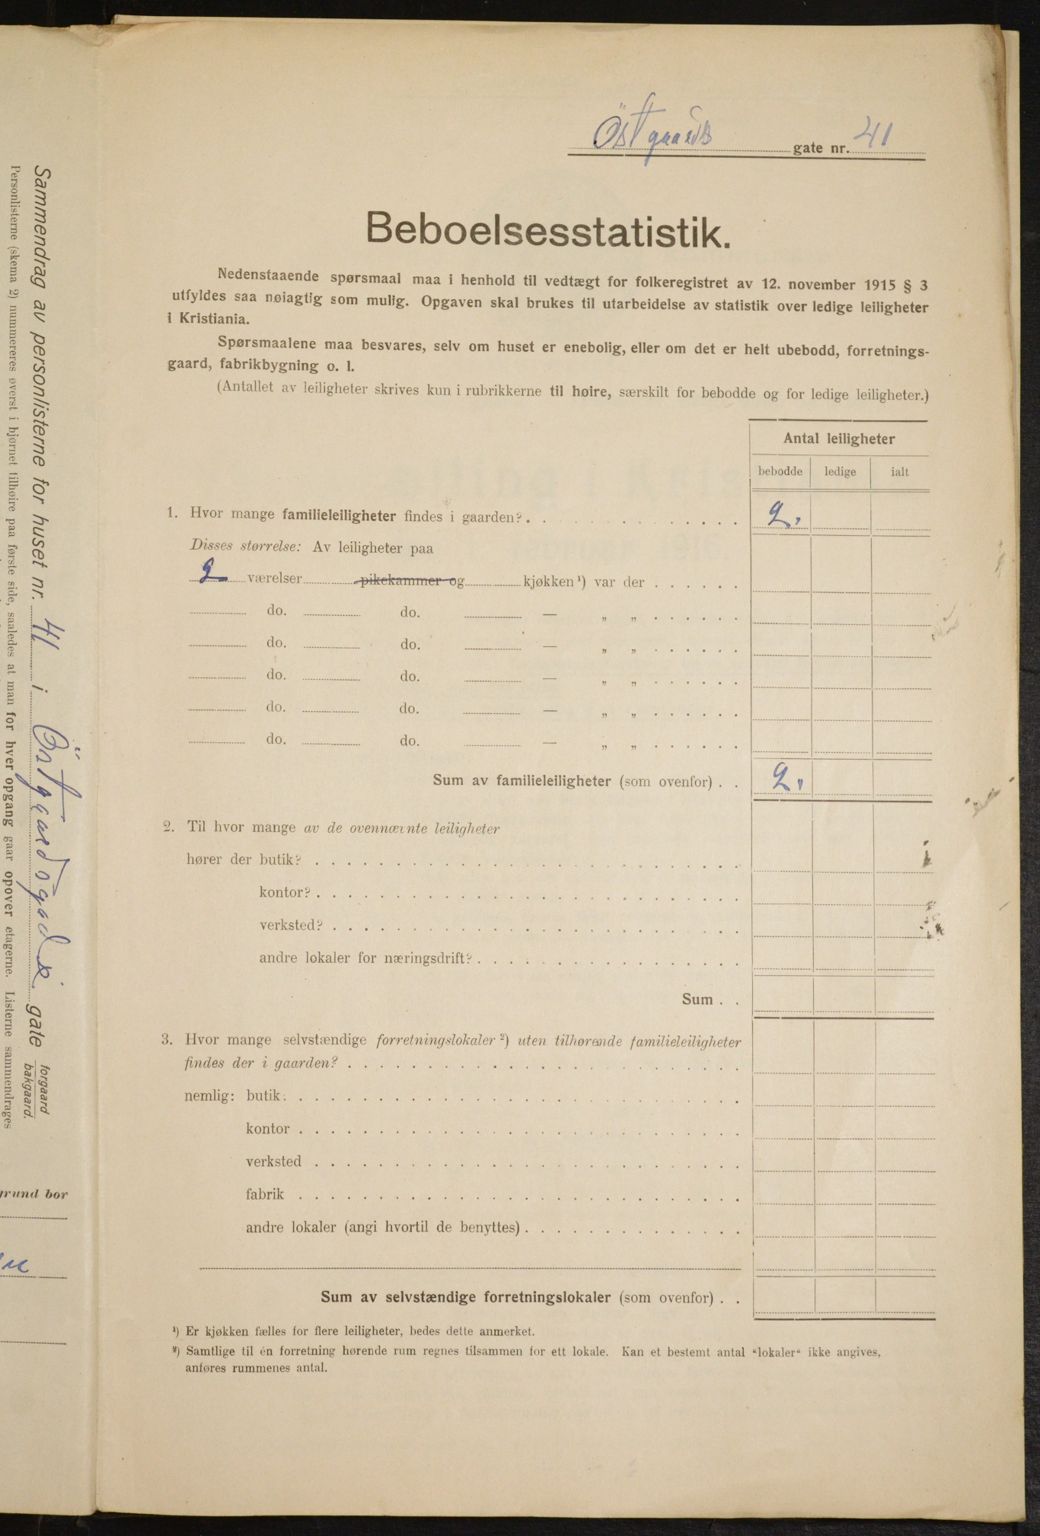 Östgaards gate nr. 41
Beboelsesstatistik.
Nedenstaaende spørsmaal maa i henhold til vedtægt for folkeregistret av 12. november 1915 § 3
utfyldes saa nøiagtig som mulig. Opgaven skal brukes til utarbeidelse av statistik over ledige leiligheter
i Kristiania.
Spørsmaalene maa besvares, selv om huset er enebolig, eller om det er helt ubebodd, forretnings-
gaard, fabrikbygning o. l.
(Antallet av leiligheter skrives kun i rubrikkerne til høire, særskilt for bebodde og for ledige leiligheter.)
Antal leiligheter
bebodde ledige ialt
1. Hvor mange familieleiligheter findes i gaarden? 2.
Disses størrelse: Av leiligheter paa
2 værelser pikekammer og kjøkken ¹) var der
do. do. — „ „
do. do. — „ „
do. do. — „ „
do. do. — „ „
do. do. — „ „
Sum av familieleiligheter (som ovenfor) . . 2.
2. Til hvor mange av de ovennævnte leiligheter
hører der butik?
kontor?
verksted?
andre lokaler for næringsdrift?
Sum . .
3. Hvor mange selvstændige forretningslokaler ²) uten tilhørende familieleiligheter
findes der i gaarden?
nemlig: butik
kontor
verksted
fabrik
andre lokaler (angi hvortil de benyttes)
Sum av selvstændige forretningslokaler (som ovenfor) . .
¹) Er kjøkken fælles for flere leiligheter, bedes dette anmerket.
²) Samtlige til én forretning hørende rum regnes tilsammen for ett lokale. Kan et bestemt antal “lokaler“ ikke angives,
anføres rummenes antal.
Sammendrag av personlisterne for huset nr. 41 i Östgaardsgade gate forgaard
bakgaard.
Personlisterne (skema 2) nummereres øverst i hjørnet tilhøire paa første side, saaledes at man for hver opgang gaar opover etagerne. Listerne sammendrages
grund bor